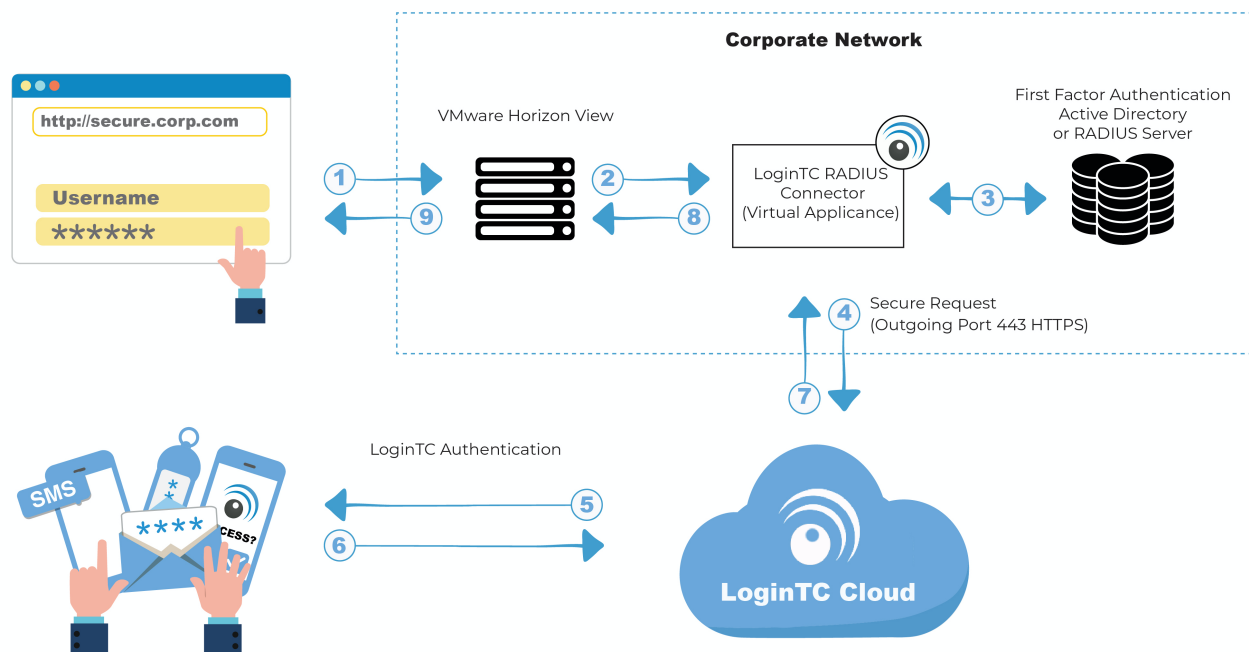 Corporate Network
http://secure.corp.com
Username
******
VMware Horizon View
LoginTC RADIUS
Connector
(Virtual Applicance)
First Factor Authentication
Active Directory
or RADIUS Server
1
9
2
8
3
4
Secure Request
(Outgoing Port 443 HTTPS)
7
LoginTC Authentication
5
6
SMS
*
*
****
CESS?
LoginTC Cloud